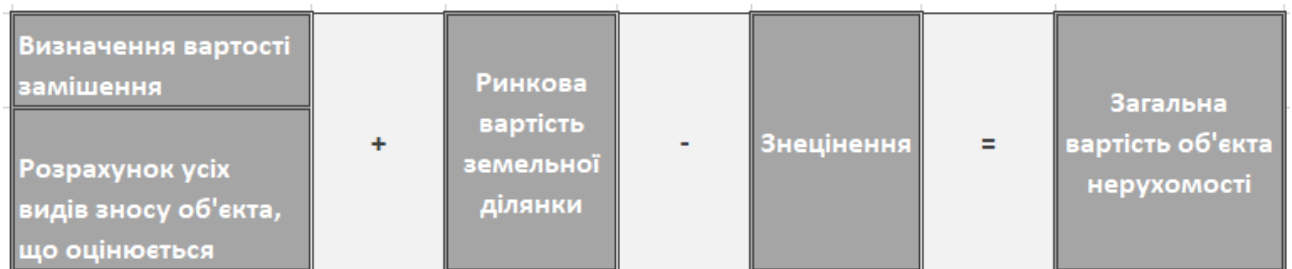 Визначення вартості
заміщення
Розрахунок усіх
видів зносу об'єкта,
що оцінюється
+
Ринкова
вартість
земельної
ділянки
-
Знецінення
=
Загальна
вартість об'єкта
нерухомості